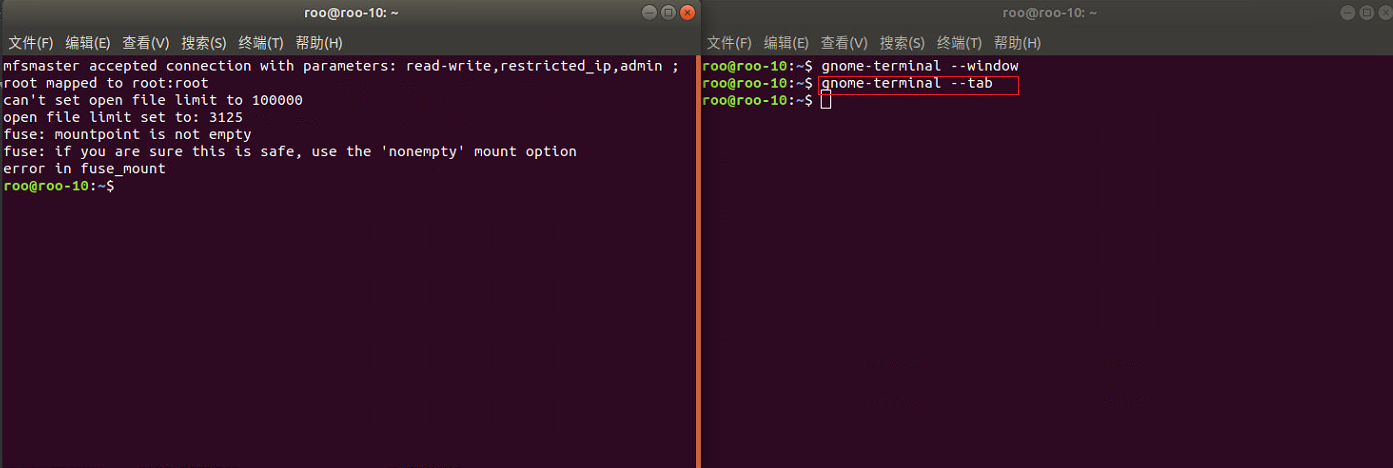 roo@roo-10: ~
文件(F) 编辑(E) 查看(V) 搜索(S) 终端(T) 帮助(H)
mfsmaster accepted connection with parameters: read-write,restricted_ip,admin ;
root mapped to root:root
can't set open file limit to 100000
open file limit set to: 3125
fuse: mountpoint is not empty
fuse: if you are sure this is safe, use the 'nonempty' mount option
error in fuse_mount
roo@roo-10:~$
roo@roo-10: ~
文件(F) 编辑(E) 查看(V) 搜索(S) 终端(T) 帮助(H)
roo@roo-10:~$ gnome-terminal --window
roo@roo-10:~$ gnome-terminal --tab
roo@roo-10:~$